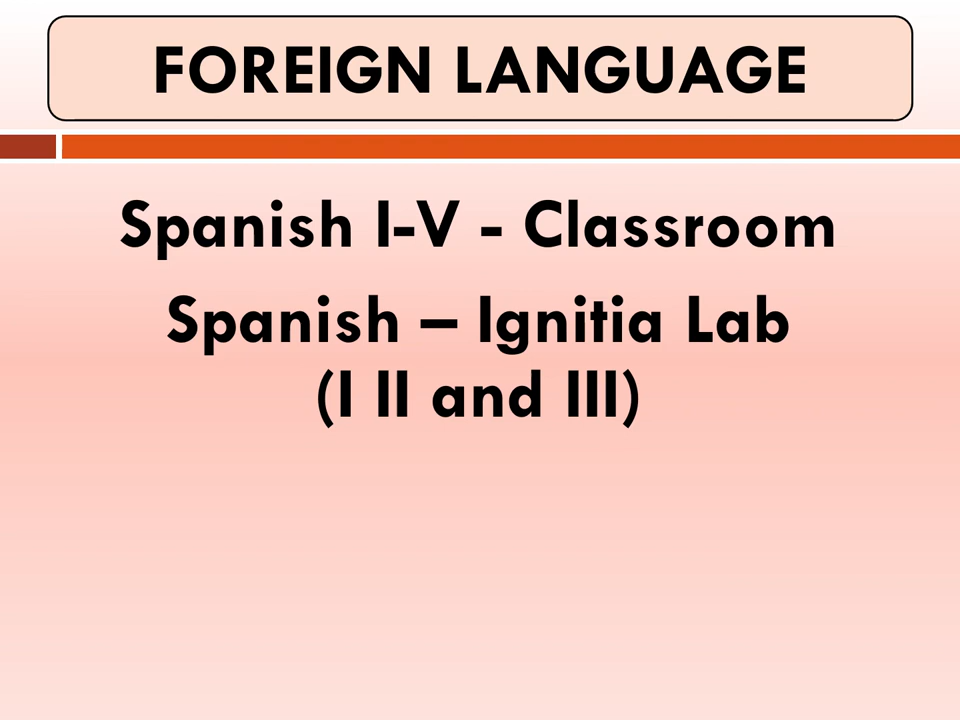 FOREIGN LANGUAGE
Spanish I-V - Classroom
Spanish – Ignitia Lab
(I II and III)